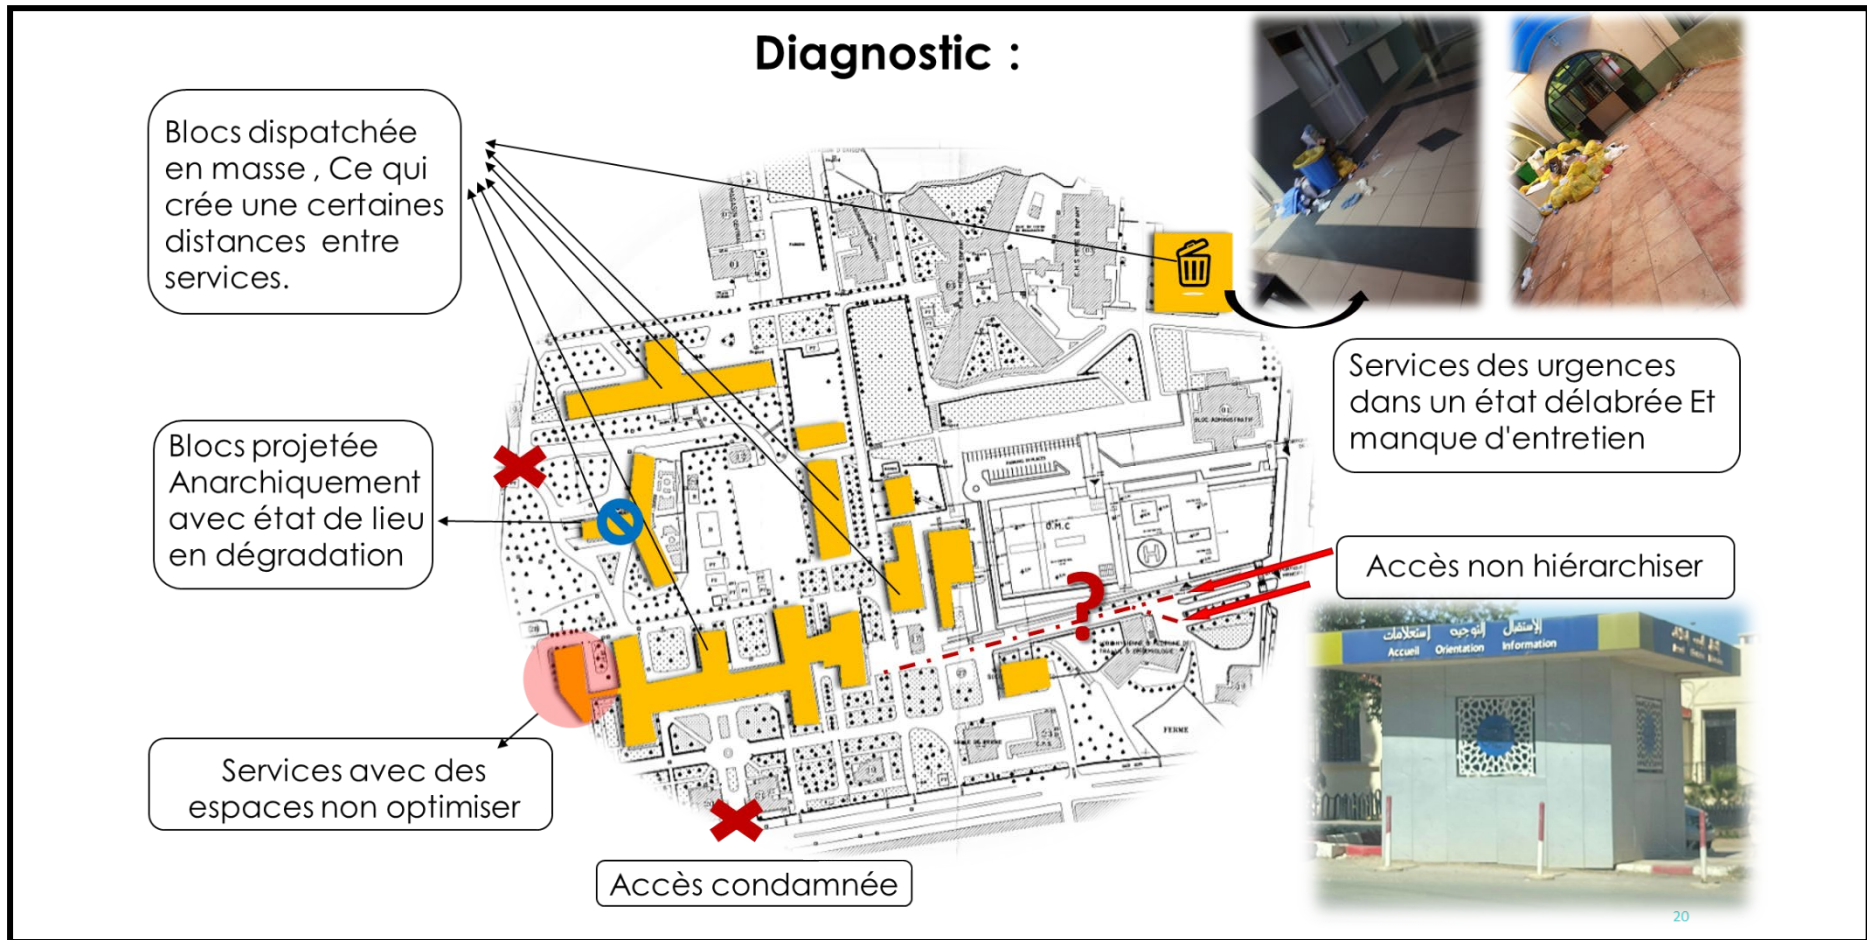 Diagnostic :
Blocs dispatchée
en masse , Ce qui
crée une certaines
distances entre
services.
Blocs projetée
Anarchiquement
avec état de lieu
en dégradation
Services avec des
espaces non optimiser
Accès condamnée
Services des urgences
dans un état délabrée Et
manque d'entretien
Accès non hiérarchiser
?
BLOC ADMINISTRATIF
O.M.C
H
FERME
الإستقبال التوجيه إستعلامات
Accueil Orientation Information
20